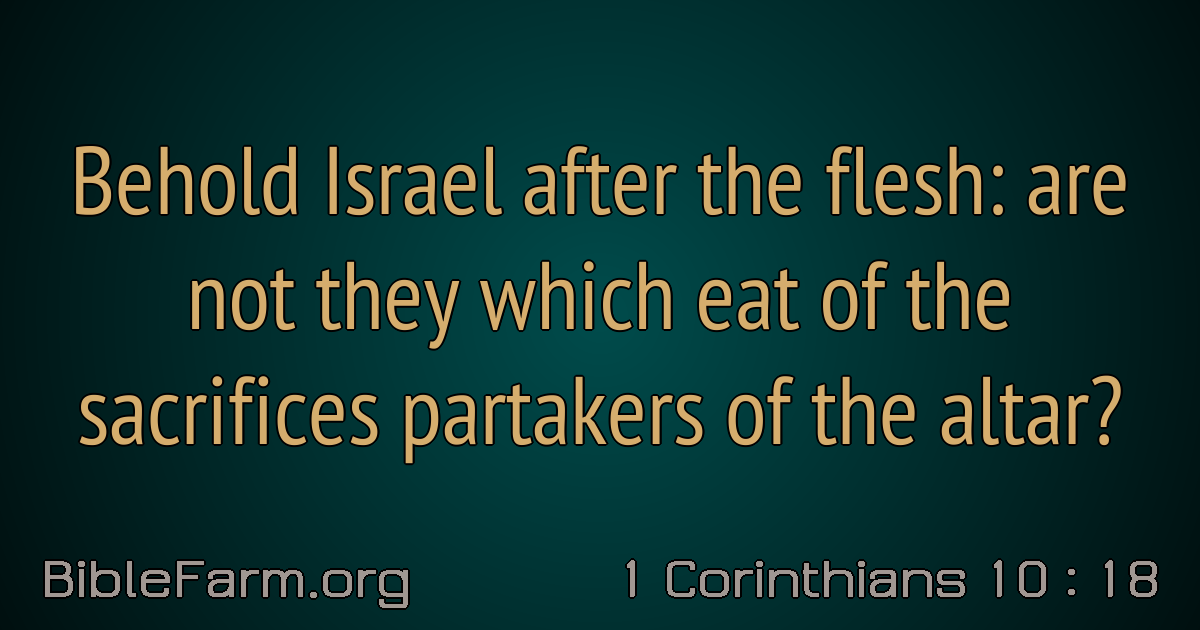 Behold Israel after the flesh: are
not they which eat of the
sacrifices partakers of the altar?
BibleFarm.org
1 Corinthians 10 : 18